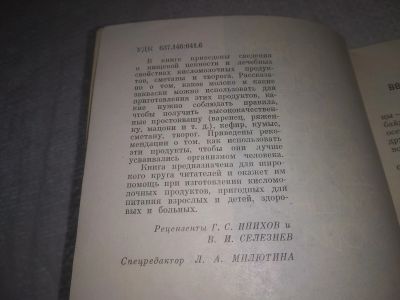 УДК 637.146:641.6
В книге приведены сведения
о пищевой ценности и лечебных
свойствах кисломолочных продук-
тов, сметаны и творога. Рассказа-
но о том, какое молоко и какие
закваски можно использовать для
приготовления этих продуктов, ка-
кие нужно соблюдать правила,
чтобы получить высококачествен-
ные простоквашу (варенец, ряжен-
ку, мацони и т. д.), кефир, кумыс,
сметану, творог. Приведены реко-
мендации о том, как использовать
эти продукты, чтобы они лучше
усваивались организмом человека.
Книга предназначена для широ-
кого круга читателей и окажет им
помощь при изготовлении кисломо-
лочных продуктов, пригодных для
питания взрослых и детей, здоро-
вых и больных.
Рецензенты Г. С. ИНИХОВ и
В. И. СЕЛЕЗНЕВ
Спецредактор Л. А. МИЛЮТИНА